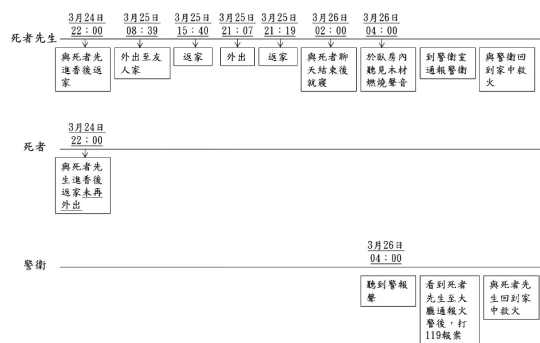 3月24日 3月25日 3月25日 3月25日 3月25日 3月26日 3月26日
22：00 08：39 15：40 21：07 21：19 02：00 04：00
死者先生
與死者先
進香後返
家
外出至友
人家
返家
外出
返家
與死者聊
天結束後
就寢
於臥房內
聽見木材
燃燒聲音
到警衛室
通報警衛
與警衛回
到家中救
火
3月24日
22：00
死者
與死者先
生進香後
返家未再
外出
3月26日
04：00
警衛
聽到警報
聲
看到死者
先生至大
廳通報火
警後，打
119報案
與死者先
生回到家
中救火